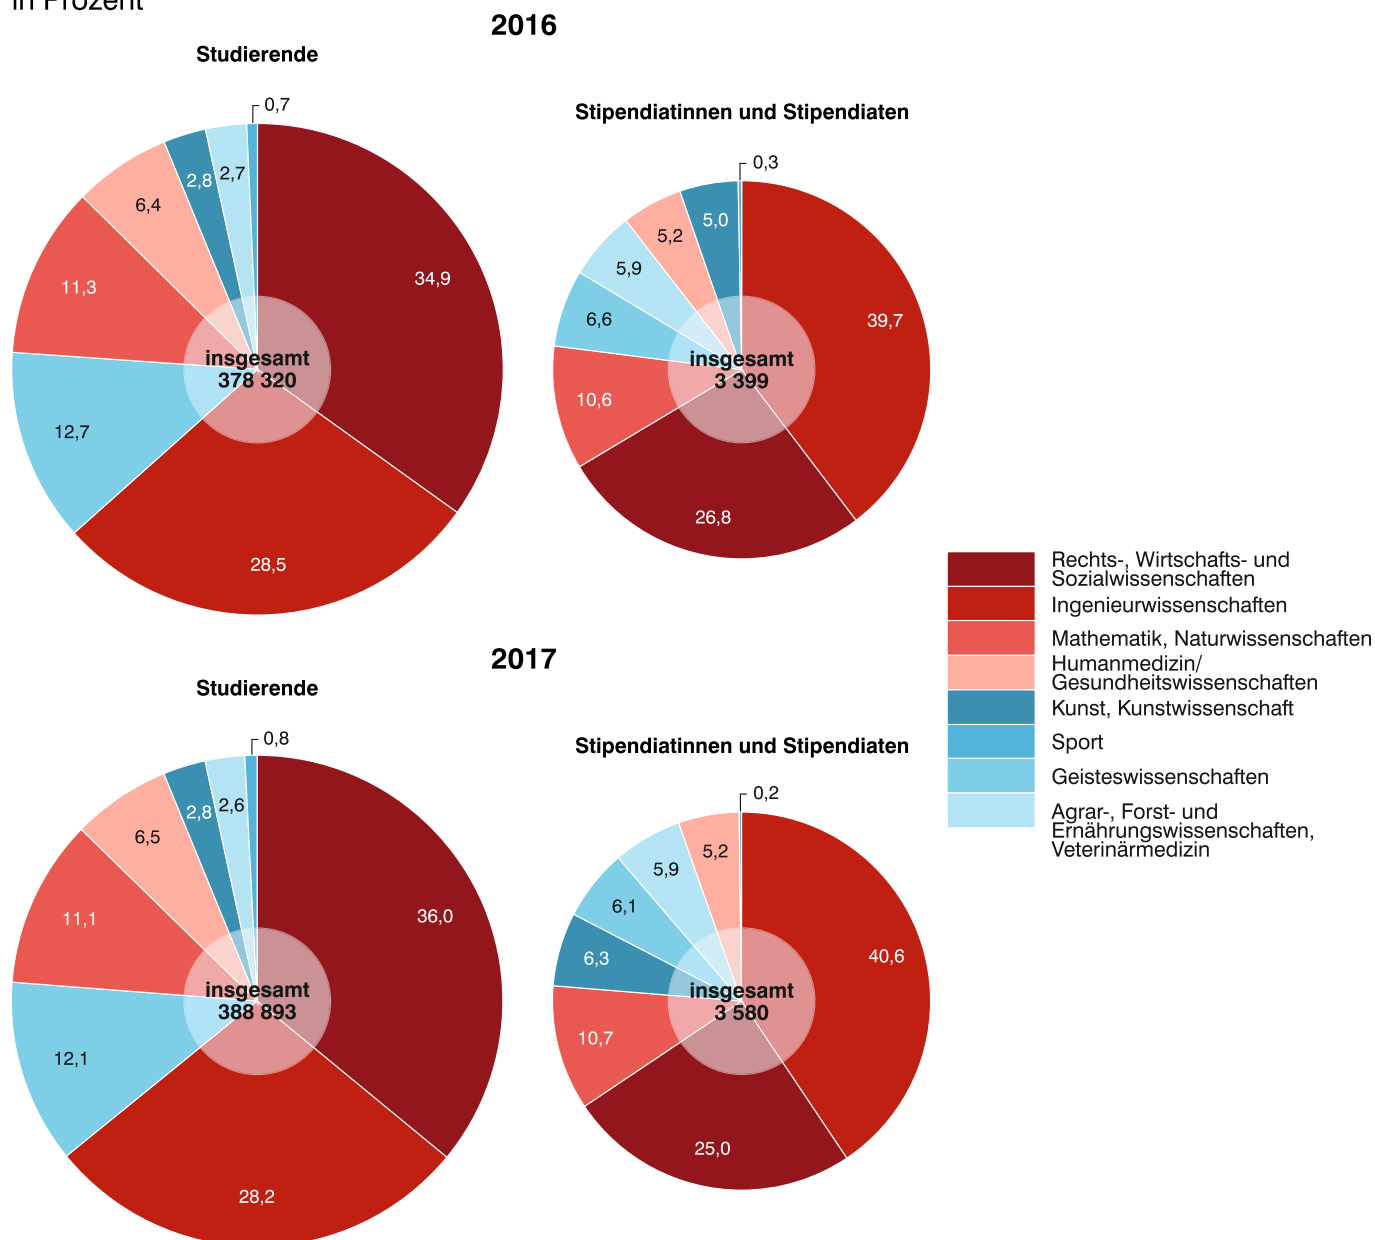 in Prozent
2016
Studierende
0,7
2,8
2,7
6,4
34,9
11,3
insgesamt
378 320
12,7
28,5
Stipendiatinnen und Stipendiaten
0,3
5,0
5,2
5,9
39,7
6,6
insgesamt
3 399
10,6
26,8
Rechts-, Wirtschafts- und
Sozialwissenschaften
Ingenieurwissenschaften
Mathematik, Naturwissenschaften
Humanmedizin/
Gesundheitswissenschaften
Kunst, Kunstwissenschaft
Sport
Geisteswissenschaften
Agrar-, Forst- und
Ernährungswissenschaften,
Veterinärmedizin
2017
Studierende
0,8
2,8
2,6
6,5
36,0
11,1
insgesamt
388 893
12,1
28,2
Stipendiatinnen und Stipendiaten
0,2
5,2
5,9
6,1
40,6
6,3
insgesamt
3 580
10,7
25,0